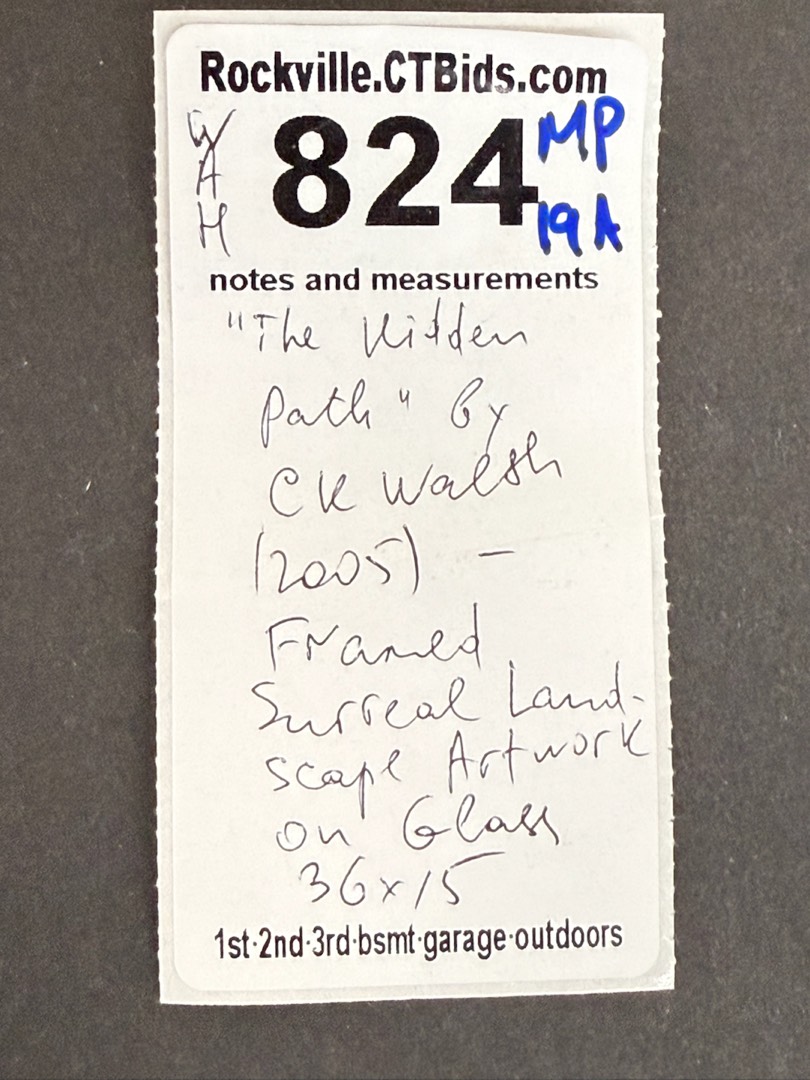 Rockville.CTBids.com
W
A
H
824
MP
19A
notes and measurements
"The Hidden
Path" by
CK Walsh
(2005) –
Framed
Surreal Land-
scape Artwork
on Glass
36x15
1st·2nd·3rd·bsmt·garage·outdoors